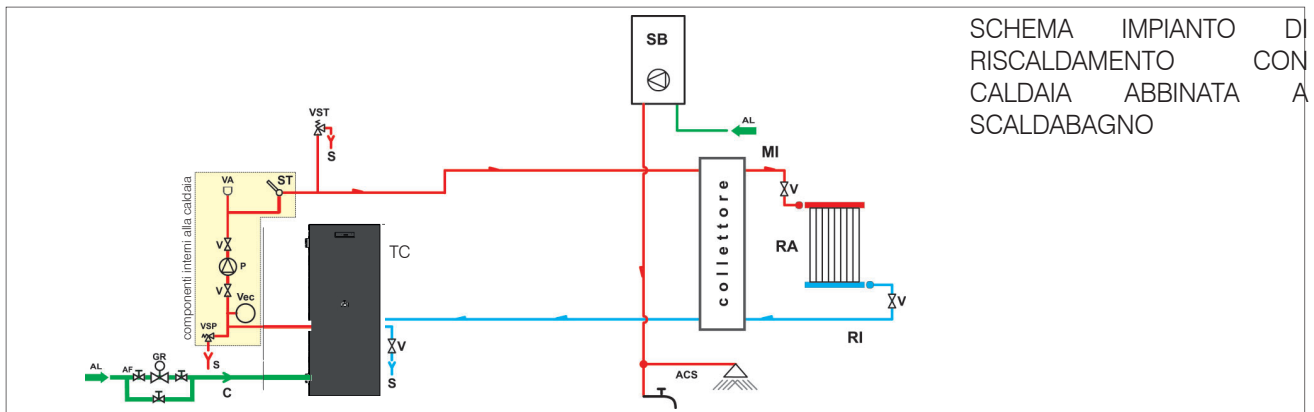 SCHEMA IMPIANTO DI
RISCALDAMENTO CON
CALDAIA ABBINATA A
SCALDABAGNO
SB
AL
VST
S
MI
V
VA
ST
componenti interni alla caldaia
V
P
V
Vec
VSP
S
TC
collettore
RA
V
RI
V
S
AL
AF
GR
C
ACS